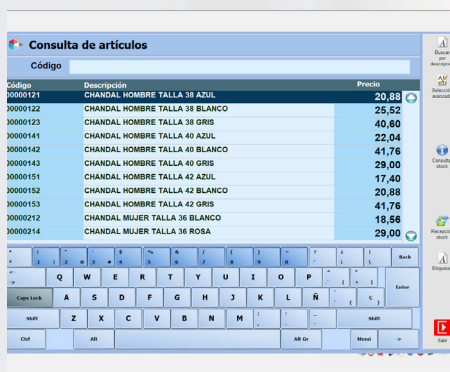 Consulta de artículos
Código
Código Descripción Precio
00000121 CHANDAL HOMBRE TALLA 38 AZUL 20,88
00000122 CHANDAL HOMBRE TALLA 38 BLANCO 25,52
00000123 CHANDAL HOMBRE TALLA 38 GRIS 40,60
00000141 CHANDAL HOMBRE TALLA 40 AZUL 22,04
00000142 CHANDAL HOMBRE TALLA 40 BLANCO 41,76
00000143 CHANDAL HOMBRE TALLA 40 GRIS 29,00
00000151 CHANDAL HOMBRE TALLA 42 AZUL 17,40
00000152 CHANDAL HOMBRE TALLA 42 BLANCO 20,88
00000153 CHANDAL HOMBRE TALLA 42 GRIS 41,76
00000212 CHANDAL MUJER TALLA 36 BLANCO 18,56
00000214 CHANDAL MUJER TALLA 36 ROSA 29,00
Back
Q W E R T Y U I O P
Enter
Caps Lock A S D F G H J K L Ñ
Shift Z X C V B N M Shift
Ctrl Alt Alt Gr Menú
Buscar
por
Consulta
stock
Recepció
stock
Etiqueta
Salir